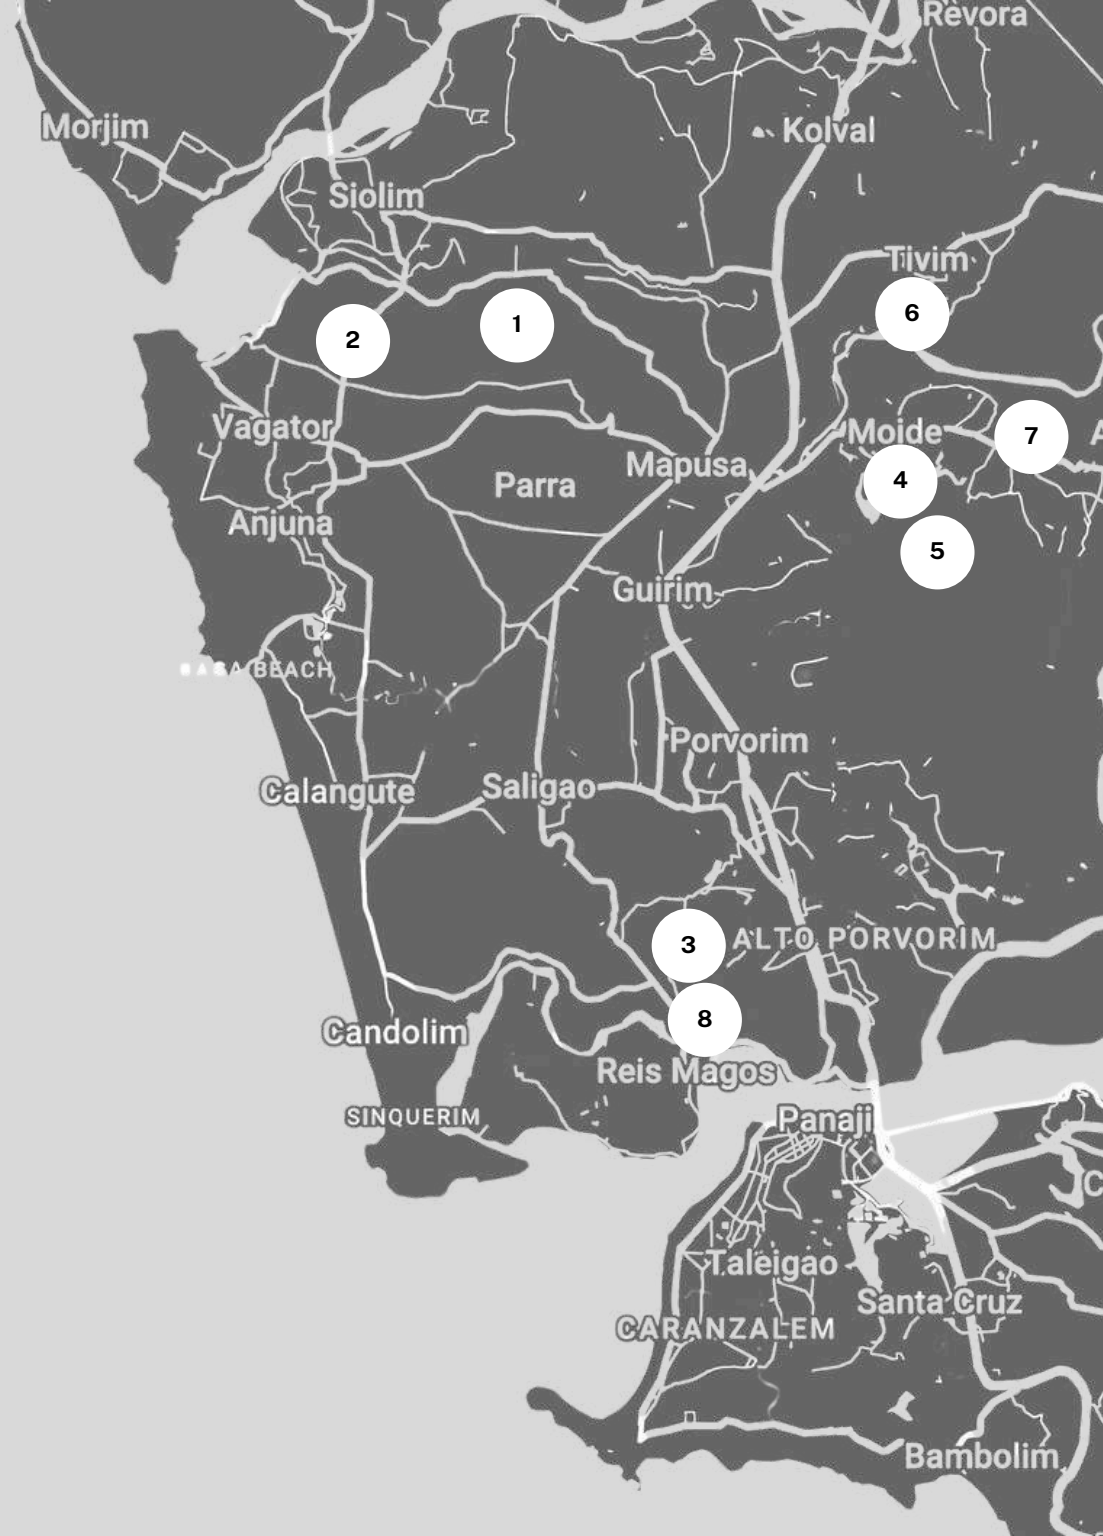 Revora
Morjim
Kolval
Siolim
Tivim
6
1
2
Vagator
Moide
7
A
Mapusa
4
Parra
Anjuna
5
Guirim
BAGA BEACH
Porvorim
Calangute
Saligao
3
ALTO PORVORIM
8
Candolim
Reis Magos
SINQUERIM
Panaji
C
Taleigao
Santa Cruz
CARANZALEM
Bambolim